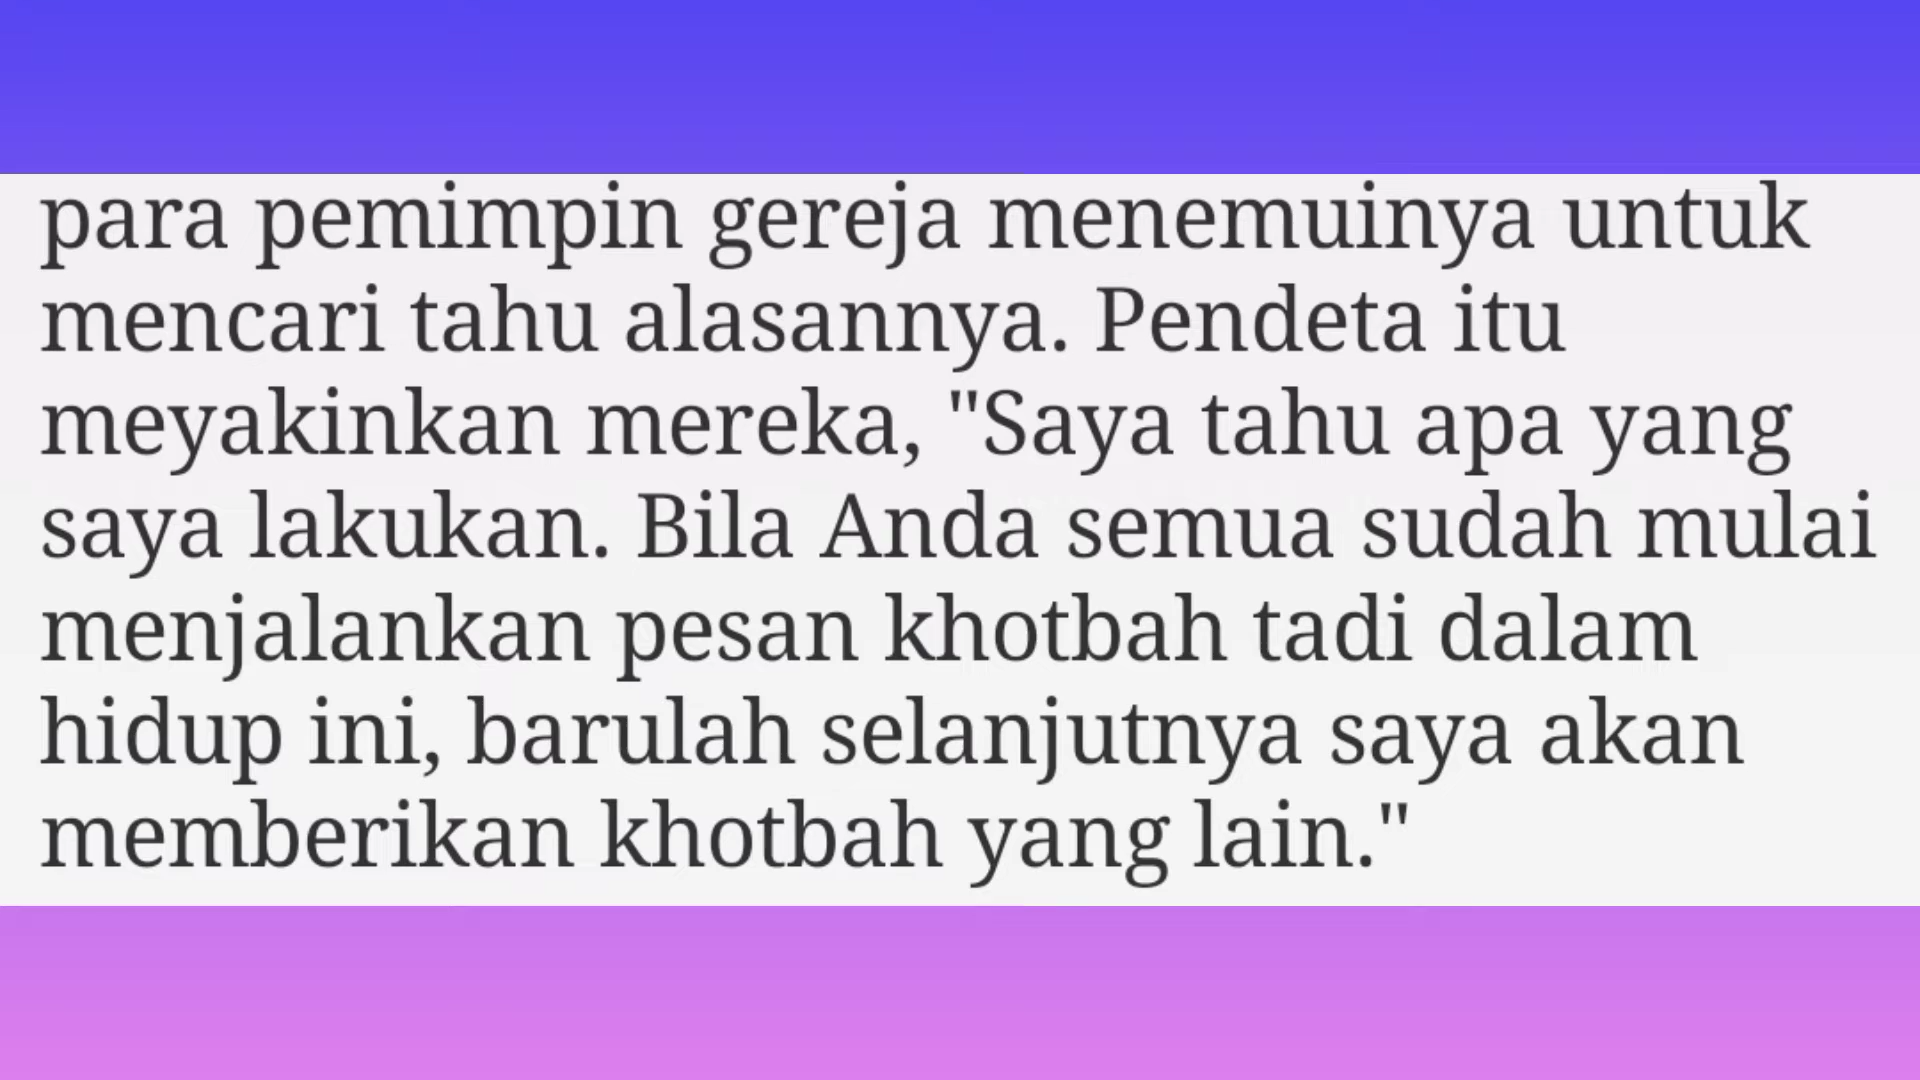 para pemimpin gereja menemuinya untuk
mencari tahu alasannya. Pendeta itu
meyakinkan mereka, "Saya tahu apa yang
saya lakukan. Bila Anda semua sudah mulai
menjalankan pesan khotbah tadi dalam
hidup ini, barulah selanjutnya saya akan
memberikan khotbah yang lain."